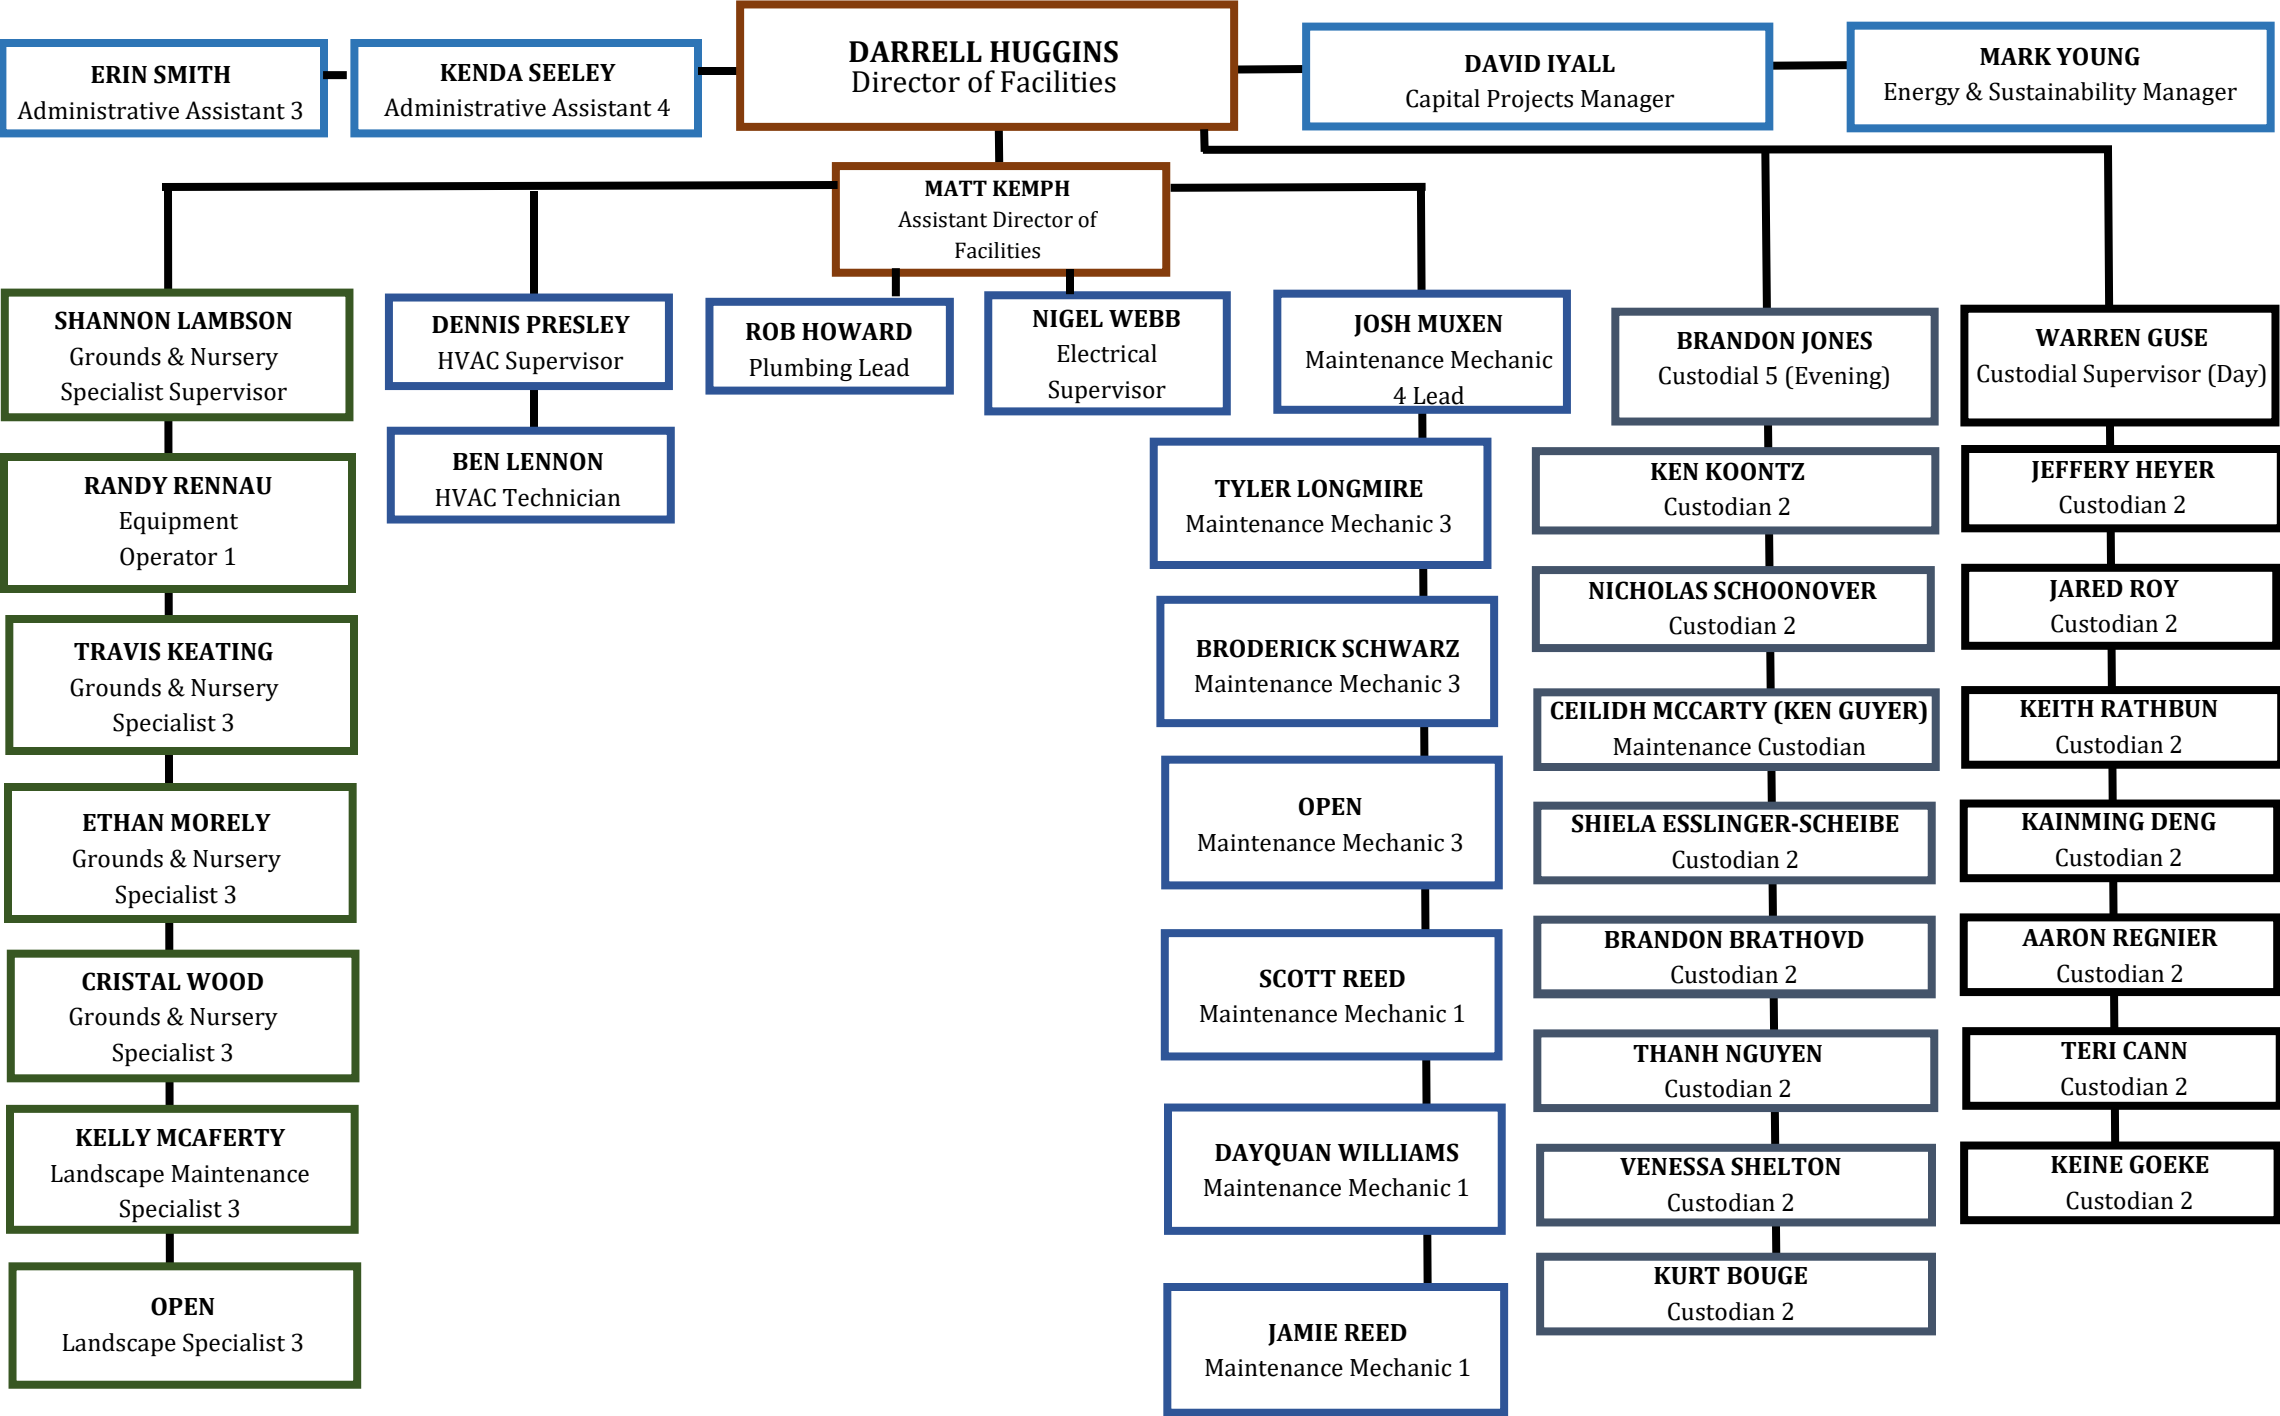 ERIN SMITH
Administrative Assistant 3
KENDA SEELEY
Administrative Assistant 4
DARRELL HUGGINS
Director of Facilities
DAVID IYALL
Capital Projects Manager
MARK YOUNG
Energy & Sustainability Manager
MATT KEMPH
Assistant Director of
Facilities
SHANNON LAMBSON
Grounds & Nursery
Specialist Supervisor
RANDY RENNAU
Equipment
Operator 1
TRAVIS KEATING
Grounds & Nursery
Specialist 3
ETHAN MORELY
Grounds & Nursery
Specialist 3
CRISTAL WOOD
Grounds & Nursery
Specialist 3
KELLY MCAFERTY
Landscape Maintenance
Specialist 3
OPEN
Landscape Specialist 3
DENNIS PRESLEY
HVAC Supervisor
BEN LENNON
HVAC Technician
ROB HOWARD
Plumbing Lead
NIGEL WEBB
Electrical
Supervisor
JOSH MUXEN
Maintenance Mechanic
4 Lead
TYLER LONGMIRE
Maintenance Mechanic 3
BRODERICK SCHWARZ
Maintenance Mechanic 3
OPEN
Maintenance Mechanic 3
SCOTT REED
Maintenance Mechanic 1
DAYQUAN WILLIAMS
Maintenance Mechanic 1
JAMIE REED
Maintenance Mechanic 1
BRANDON JONES
Custodial 5 (Evening)
KEN KOONTZ
Custodian 2
NICHOLAS SCHOONOVER
Custodian 2
CEILIDH MCCARTY (KEN GUYER)
Maintenance Custodian
SHIELA ESSLINGER-SCHEIBE
Custodian 2
BRANDON BRATHOVD
Custodian 2
THANH NGUYEN
Custodian 2
VENESSA SHELTON
Custodian 2
KURT BOUGE
Custodian 2
WARREN GUSE
Custodial Supervisor (Day)
JEFFERY HEYER
Custodian 2
JARED ROY
Custodian 2
KEITH RATHBUN
Custodian 2
KAINMING DENG
Custodian 2
AARON REGNIER
Custodian 2
TERI CANN
Custodian 2
KEINE GOEKE
Custodian 2